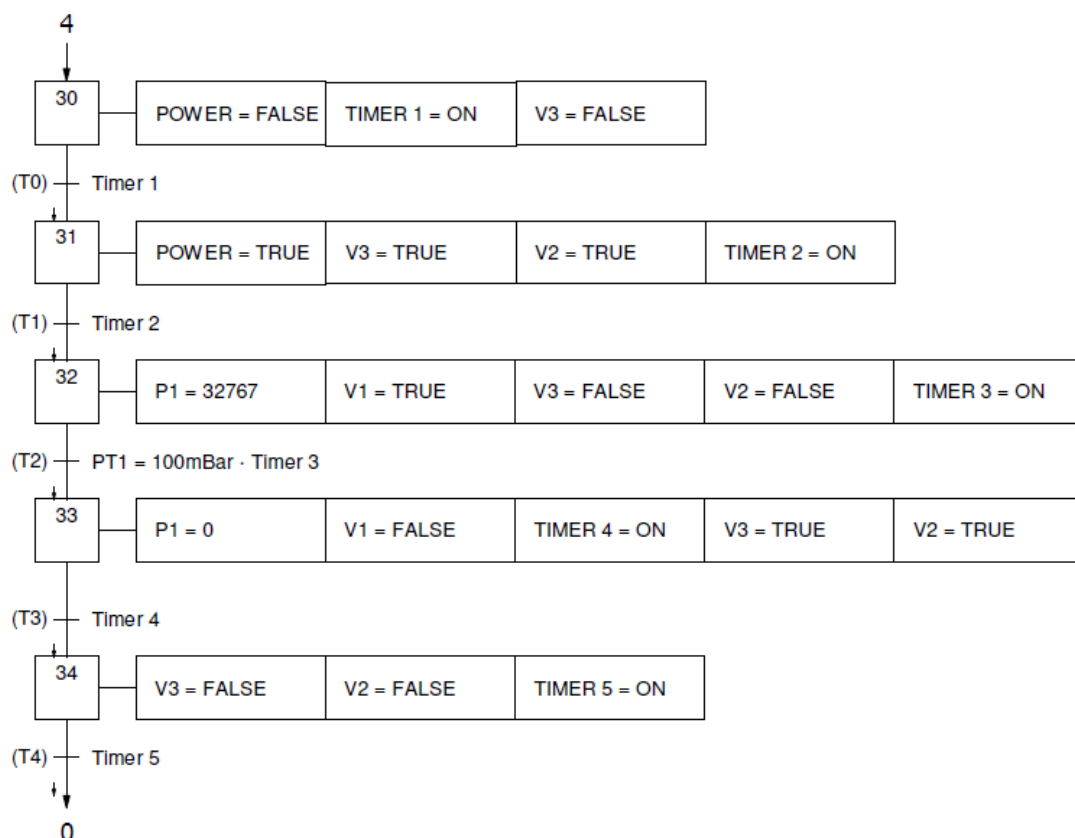 4
30
POWER = FALSE TIMER 1 = ON V3 = FALSE
(T0) Timer 1
31
POWER = TRUE V3 = TRUE V2 = TRUE TIMER 2 = ON
(T1) Timer 2
32
P1 = 32767 V1 = TRUE V3 = FALSE V2 = FALSE TIMER 3 = ON
(T2) PT1 = 100mBar · Timer 3
33
P1 = 0 V1 = FALSE TIMER 4 = ON V3 = TRUE V2 = TRUE
(T3) Timer 4
34
V3 = FALSE V2 = FALSE TIMER 5 = ON
(T4) Timer 5
0